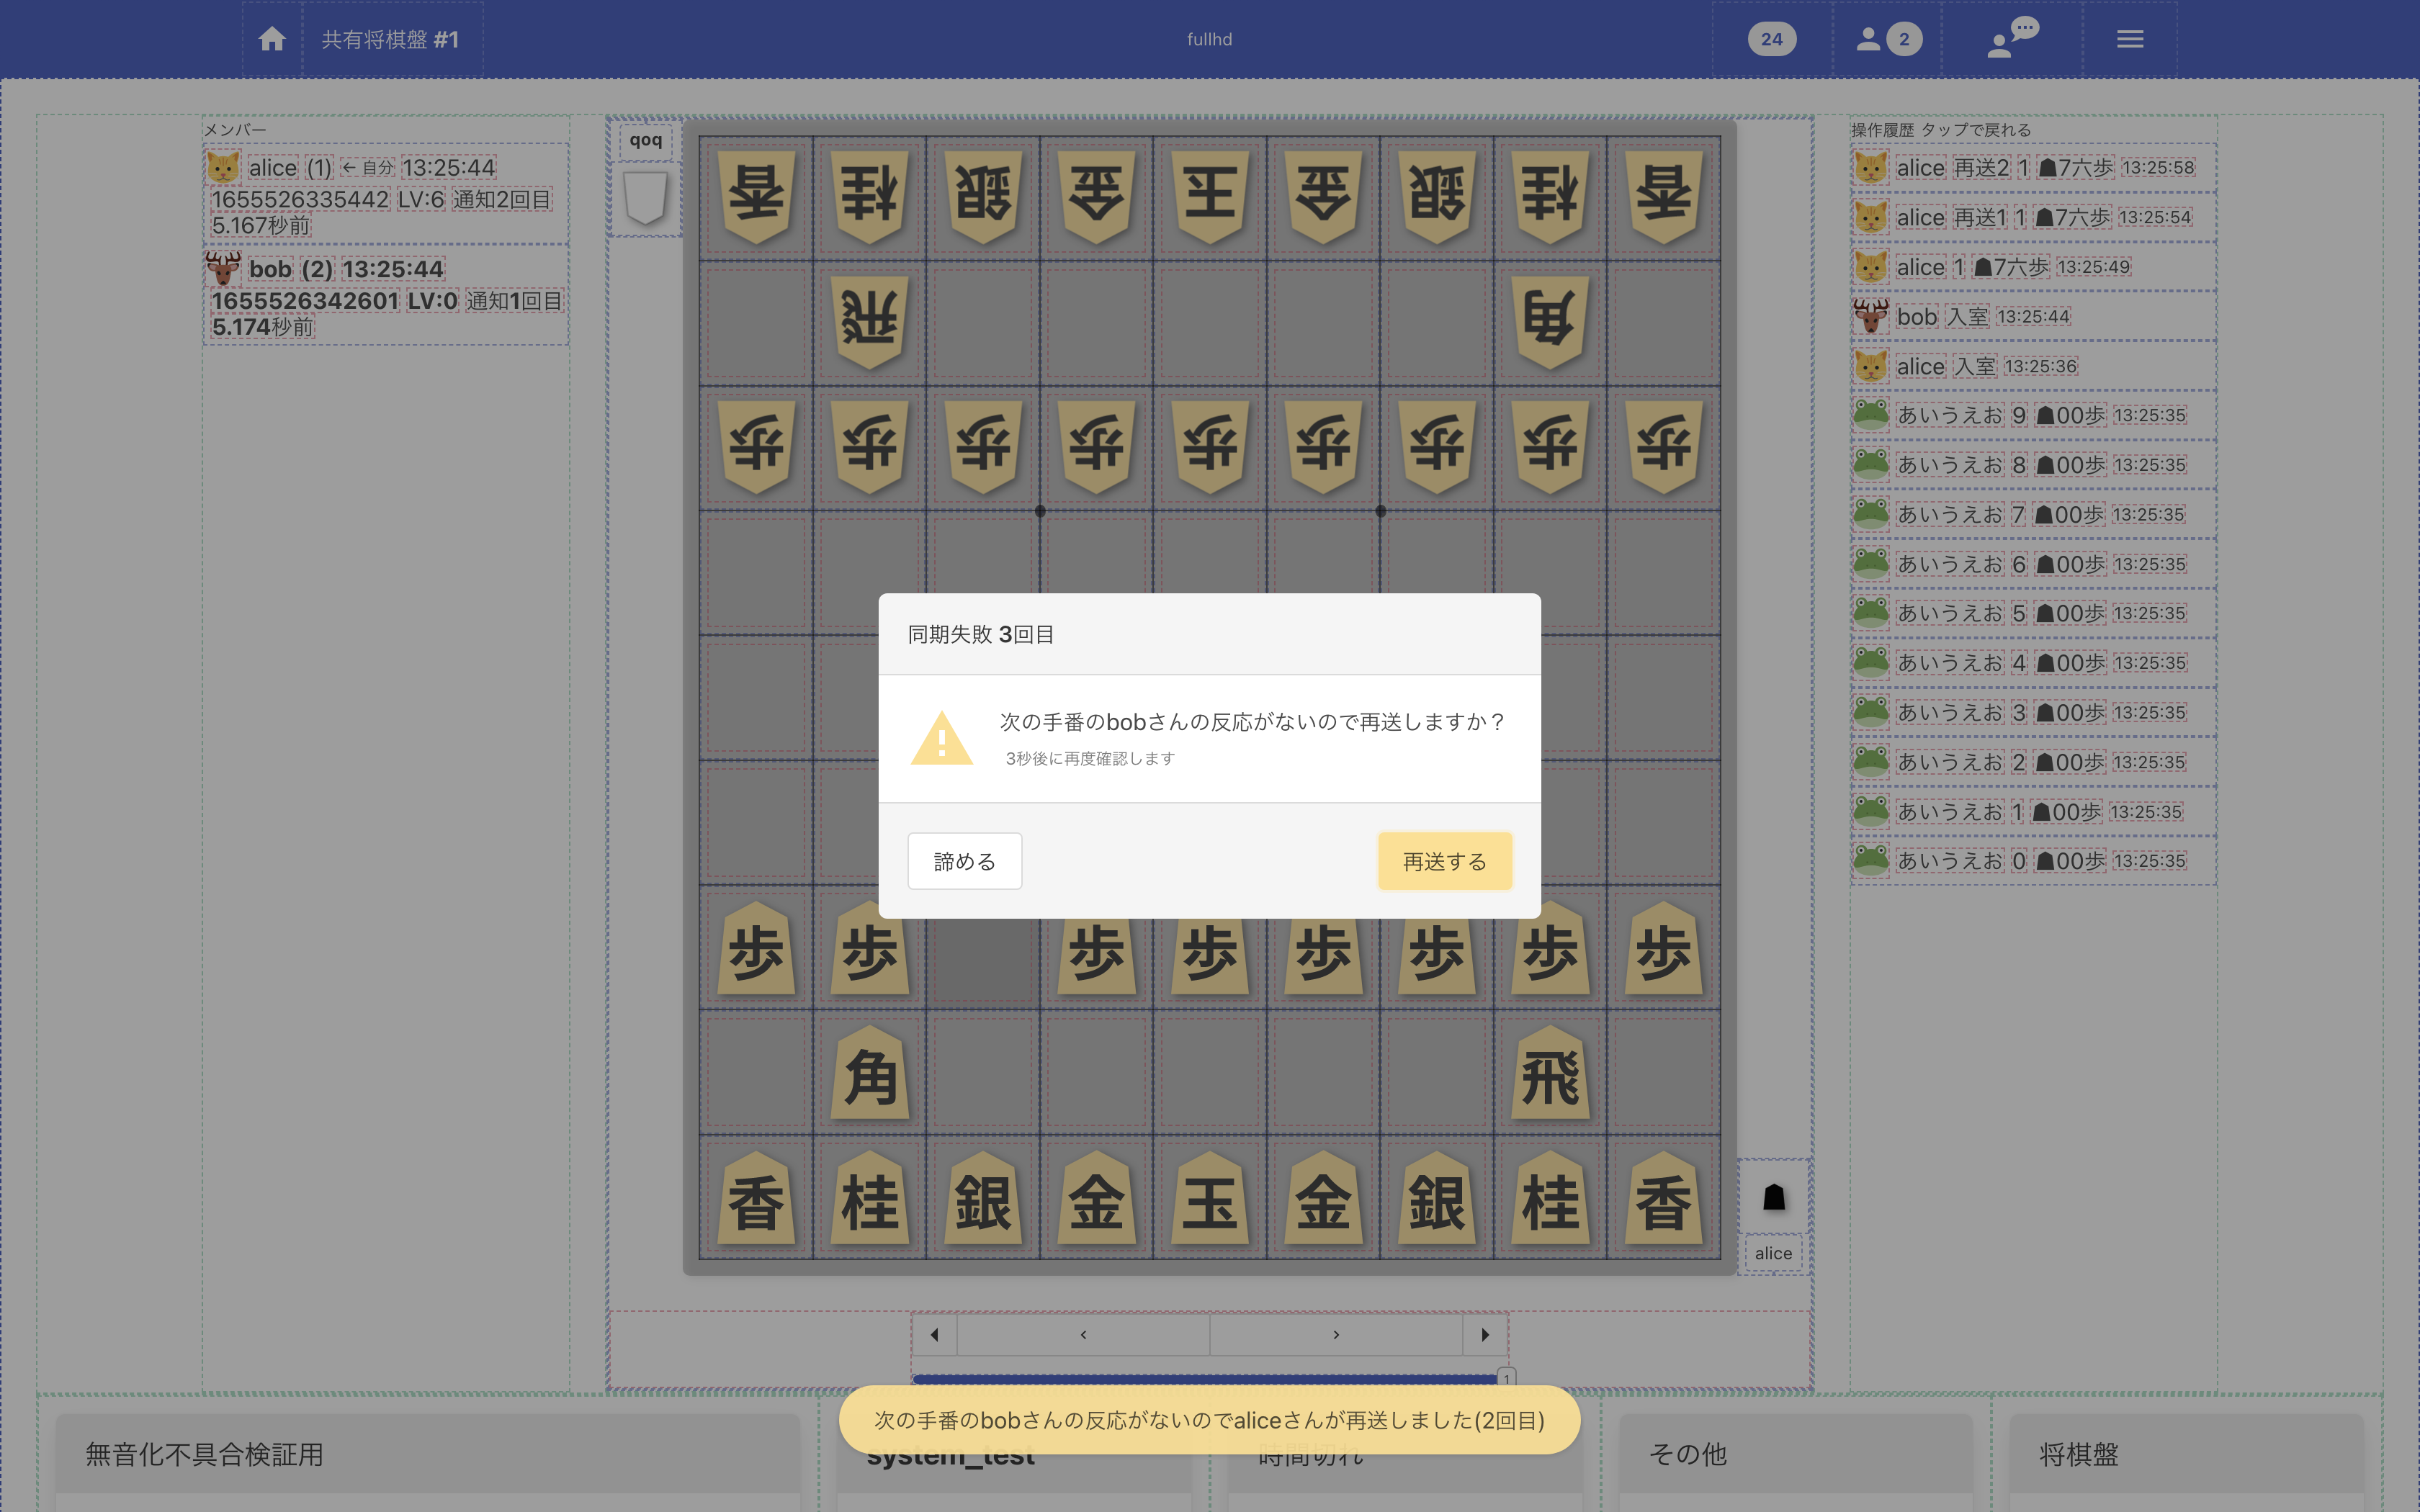 共有将棋盤 #1
fullhd
24
2
メンバー
alice (1) ←自分 13:25:44
1655526335442 LV:6 通知2回目
5.167秒前
bob (2) 13:25:44
1655526342601 LV:0 通知1回目
5.174秒前
qoq
香 桂 銀 金 玉 金 銀 桂 香
飛 角
歩 歩 歩 歩 歩 歩 歩 歩 歩
同期失敗 3回目
次の手番のbobさんの反応がないので再送しますか？
3秒後に再度確認します
諦める
再送する
歩 歩 歩 歩 歩 歩 歩 歩
角 飛
香 桂 銀 金 玉 金 銀 桂 香
alice
1
操作履歴 タップで戻れる
alice 再送2 1 ☗7六歩 13:25:58
alice 再送1 1 ☗7六歩 13:25:54
alice 1 ☗7六歩 13:25:49
bob 入室 13:25:44
alice 入室 13:25:36
あいうえお 9 ☗00歩 13:25:35
あいうえお 8 ☗00歩 13:25:35
あいうえお 7 ☗00歩 13:25:35
あいうえお 6 ☗00歩 13:25:35
あいうえお 5 ☗00歩 13:25:35
あいうえお 4 ☗00歩 13:25:35
あいうえお 3 ☗00歩 13:25:35
あいうえお 2 ☗00歩 13:25:35
あいうえお 1 ☗00歩 13:25:35
あいうえお 0 ☗00歩 13:25:35
次の手番のbobさんの反応がないのでaliceさんが再送しました(2回目)
無音化不具合検証用
system_test
時間切れ
その他
将棋盤